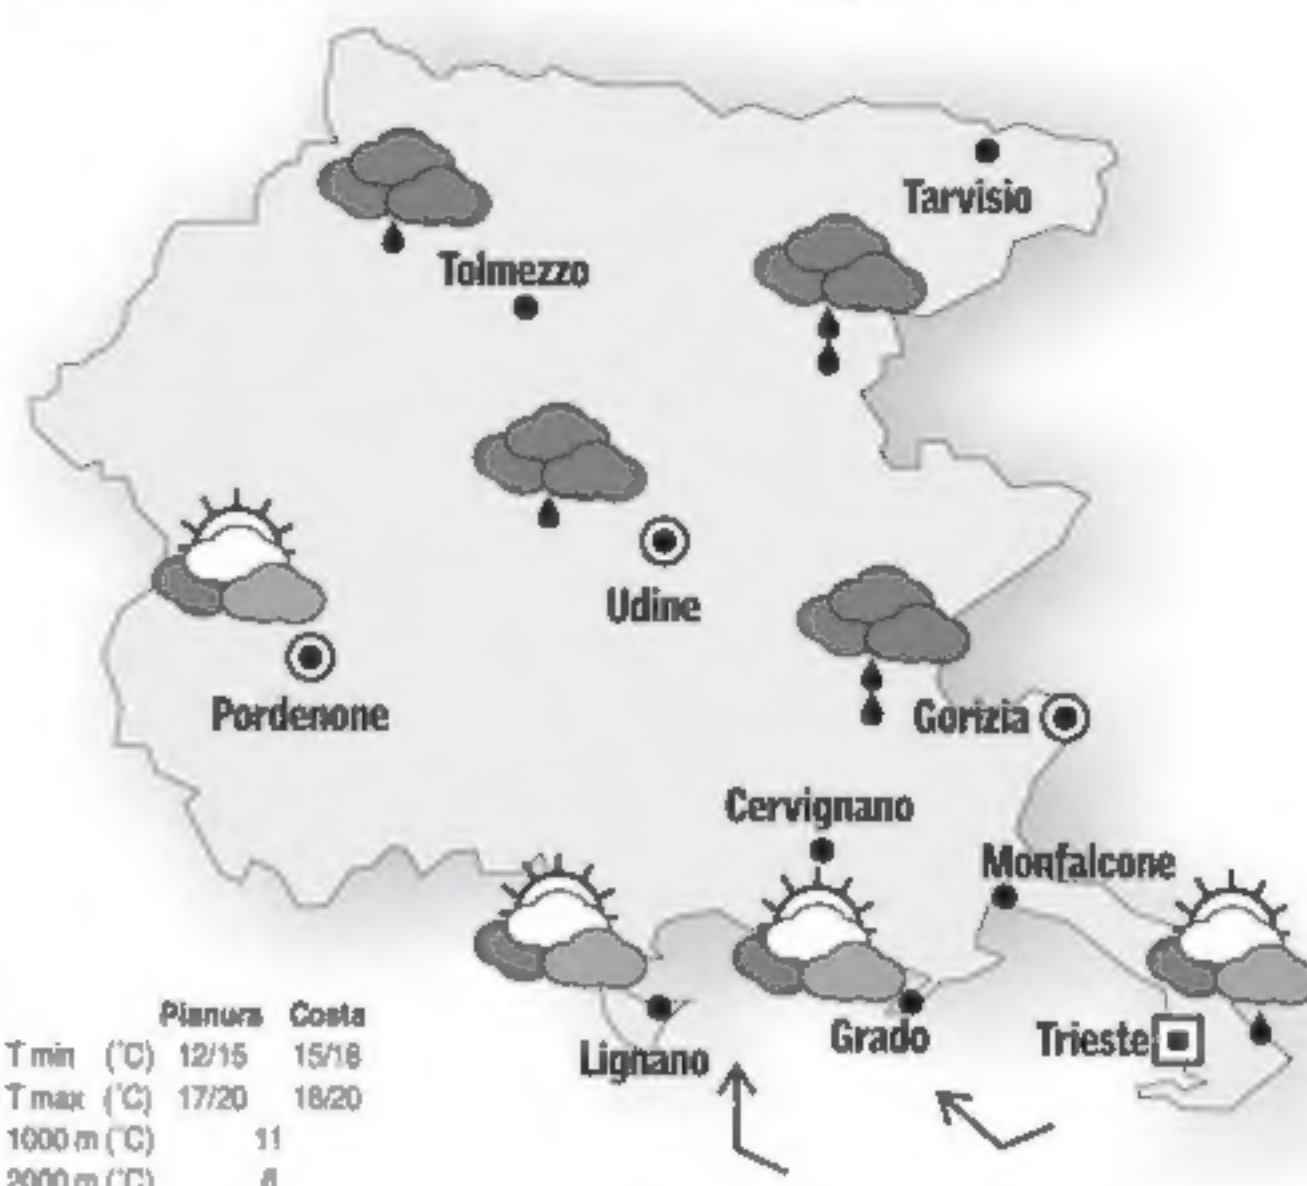 Tarvisio
Tolmezzo
Udine
Pordenone
Gorizia
Cervignano
Monfalcone
Grado
Trieste
Lignano
Pianura Costa
T min (°C) 12/15 15/18
T max (°C) 17/20 18/20
1000 m (°C) 11
2000 m (°C)